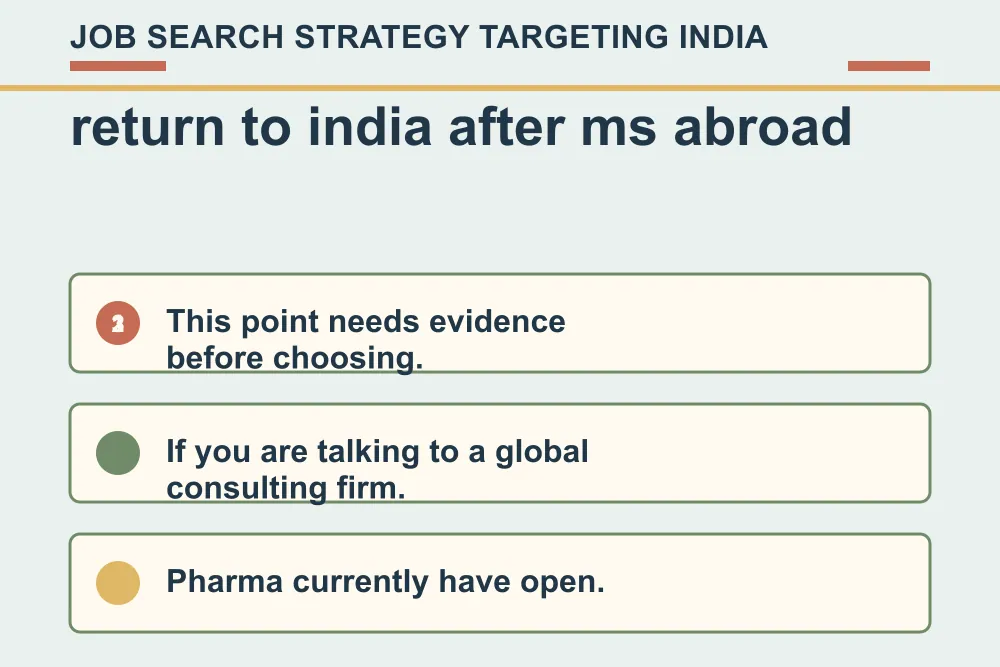 JOB SEARCH STRATEGY TARGETING INDIA
return to india after ms abroad
This point needs evidence
before choosing.
If you are talking to a global
consulting firm.
Pharma currently have open.